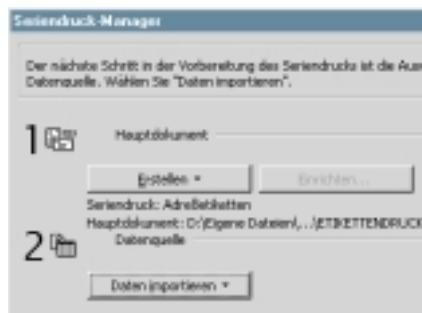 Seriendruck-Manager
Der nächste Schritt in der Vorbereitung des Seriendrucks ist die Aus
Datenquelle. Wählen Sie "Daten importieren".
1 Hauptdokument
Erstellen Einrichten...
Seriendruck: Adreßetiketten
Hauptdokument: D:\Eigene Dateien\...\ETIKETTENDRUCK
2 Datenquelle
Daten importieren